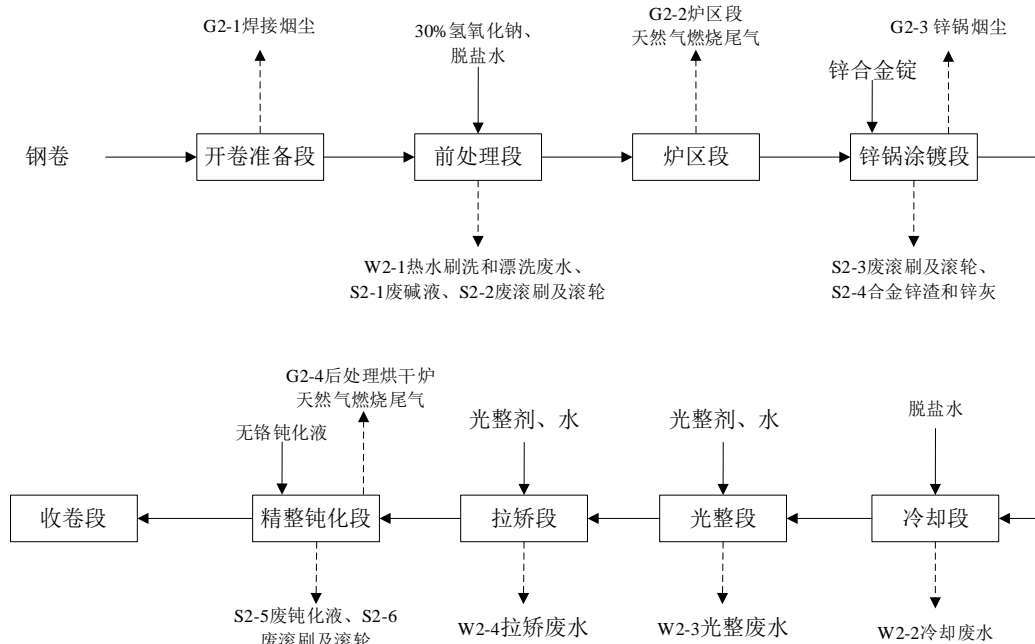 G2-1焊接烟尘
30%氢氧化钠、
脱盐水
G2-2炉区段
天然气燃烧尾气
G2-3 锌锅烟尘
锌合金锭
钢卷
开卷准备段
前处理段
炉区段
锌锅涂镀段
W2-1热水刷洗和漂洗废水、
S2-1废碱液、S2-2废滚刷及滚轮
S2-3废滚刷及滚轮、
S2-4合金锌渣和锌灰
G2-4后处理烘干炉
天然气燃烧尾气
无铬钝化液
光整剂、水
光整剂、水
脱盐水
收卷段
精整钝化段
拉矫段
光整段
冷却段
S2-5废钝化液、S2-6
废滚刷及滚轮
W2-4拉矫废水
W2-3光整废水
W2-2冷却废水